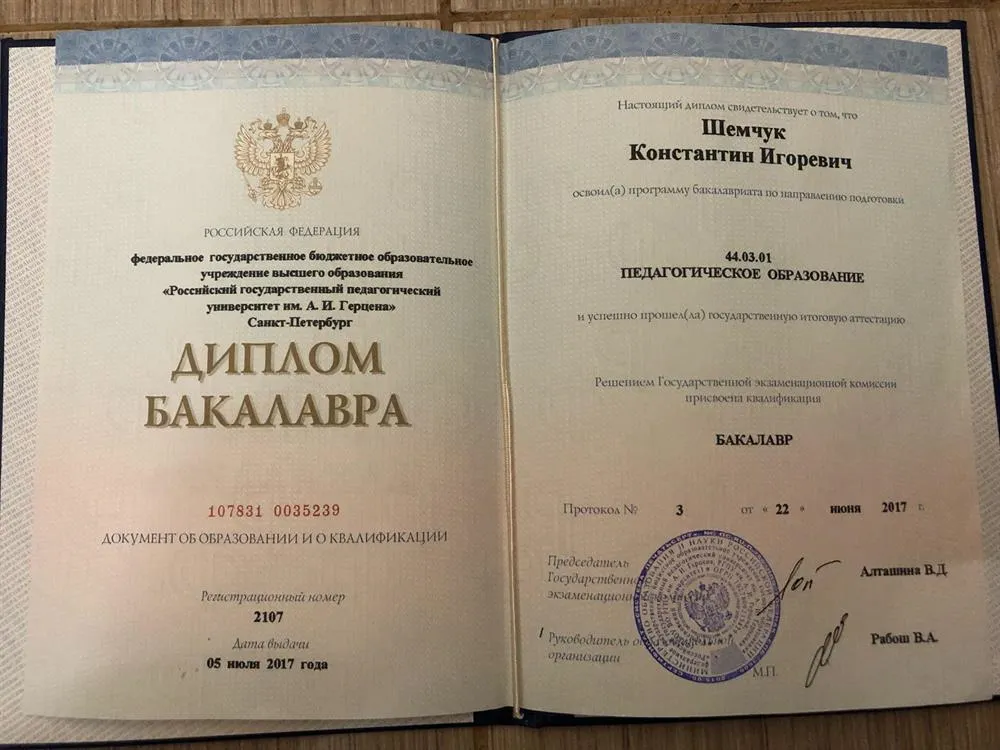 РОССИЙСКАЯ ФЕДЕРАЦИЯ
федеральное государственное бюджетное образовательное
учреждение высшего образования
«Российский государственный педагогический
университет им. А. И. Герцена»
Санкт-Петербург
ДИПЛОМ
БАКАЛАВРА
107831 0035239
ДОКУМЕНТ ОБ ОБРАЗОВАНИИ И О КВАЛИФИКАЦИИ
Регистрационный номер
2107
Дата выдачи
05 июля 2017 года
Настоящий диплом свидетельствует о том, что
Шемчук
Константин Игоревич
освоил(а) программу бакалавриата по направлению подготовки
44.03.01
ПЕДАГОГИЧЕСКОЕ ОБРАЗОВАНИЕ
и успешно прошел(ла) государственную итоговую аттестацию
Решением Государственной экзаменационной комиссии
присвоена квалификация
БАКАЛАВР
Протокол № 3 от « 22 » июня 2017 г.
Председатель
Государственной
экзаменационной
Алташина В.Д.
Руководитель
организации
Рабош В.А.
М.П.